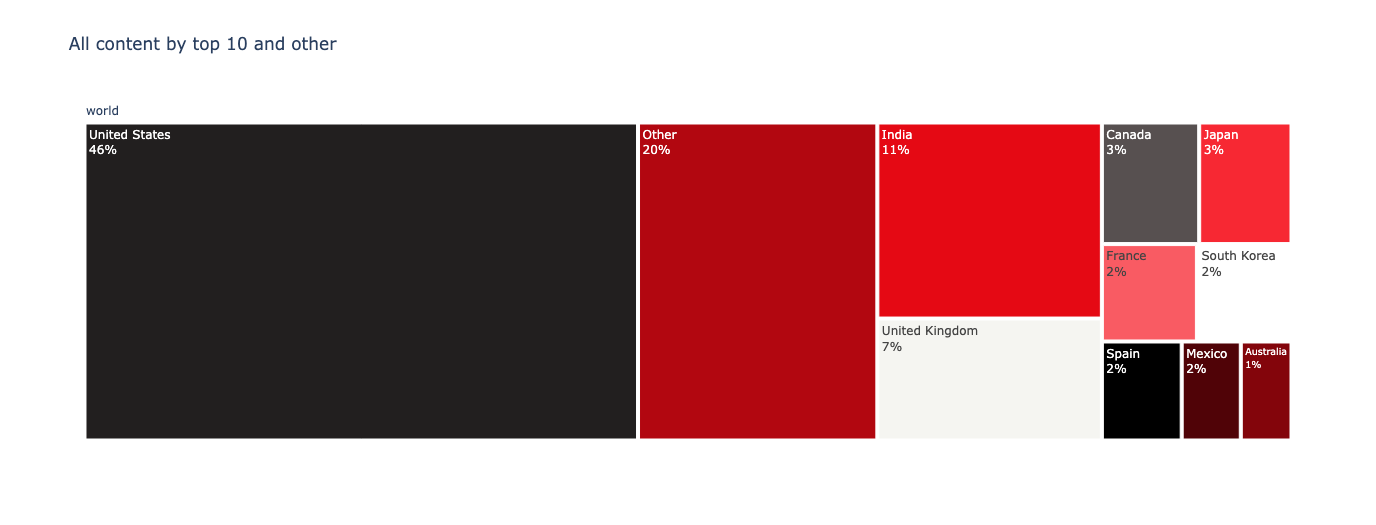 All content by top 10 and other
world
United States
46%
Other
20%
India
11%
United Kingdom
7%
Canada
3%
Japan
3%
France
2%
South Korea
2%
Spain
2%
Mexico
2%
Australia
1%